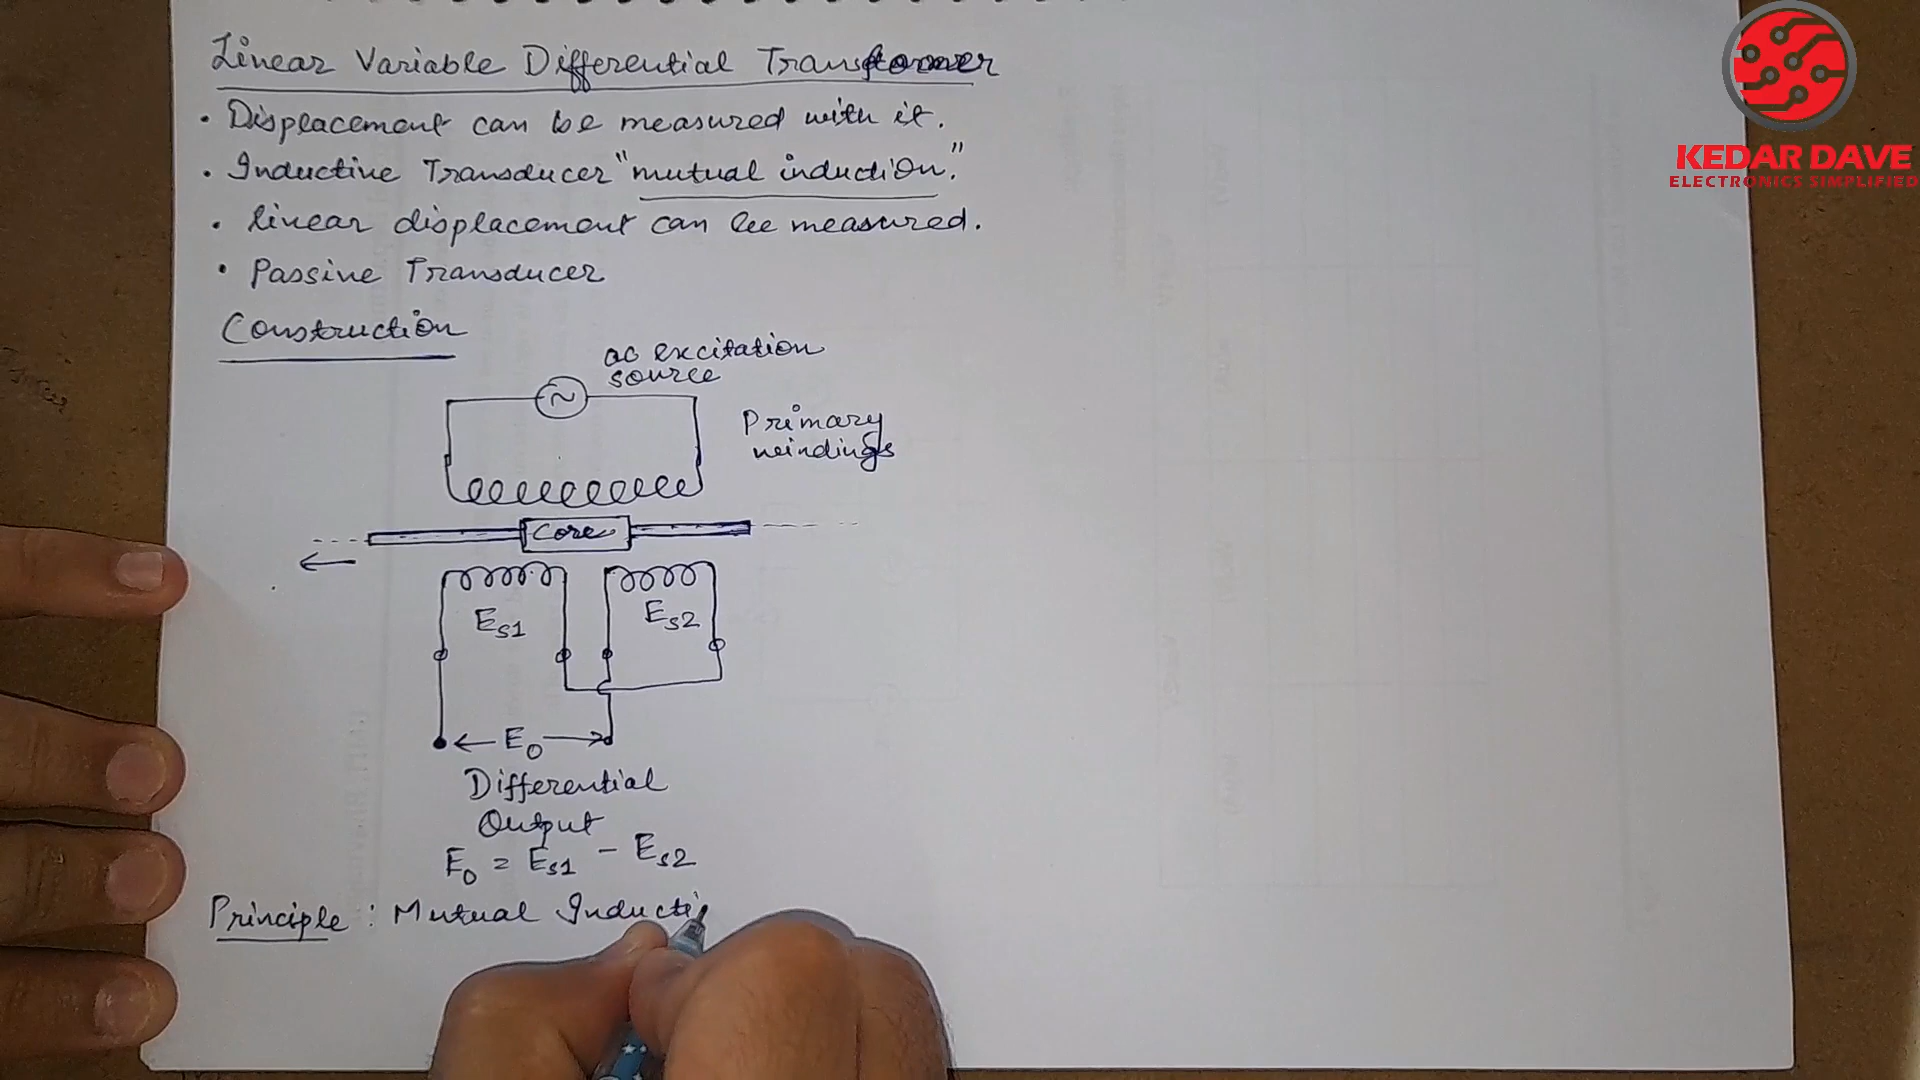 Linear Variable Differential Transformer
• Displacement can be measured with it.
• Inductive Transducer "mutual induction."
• linear displacement can be measured.
• Passive Transducer
Construction
ac excitation
source
Primary
windings
Core
ES1
ES2
E0
Differential
Output
E0 = ES1 - ES2
Principle : Mutual Inducti
KEDAR DAVE
ELECTRONICS SIMPLIFIED